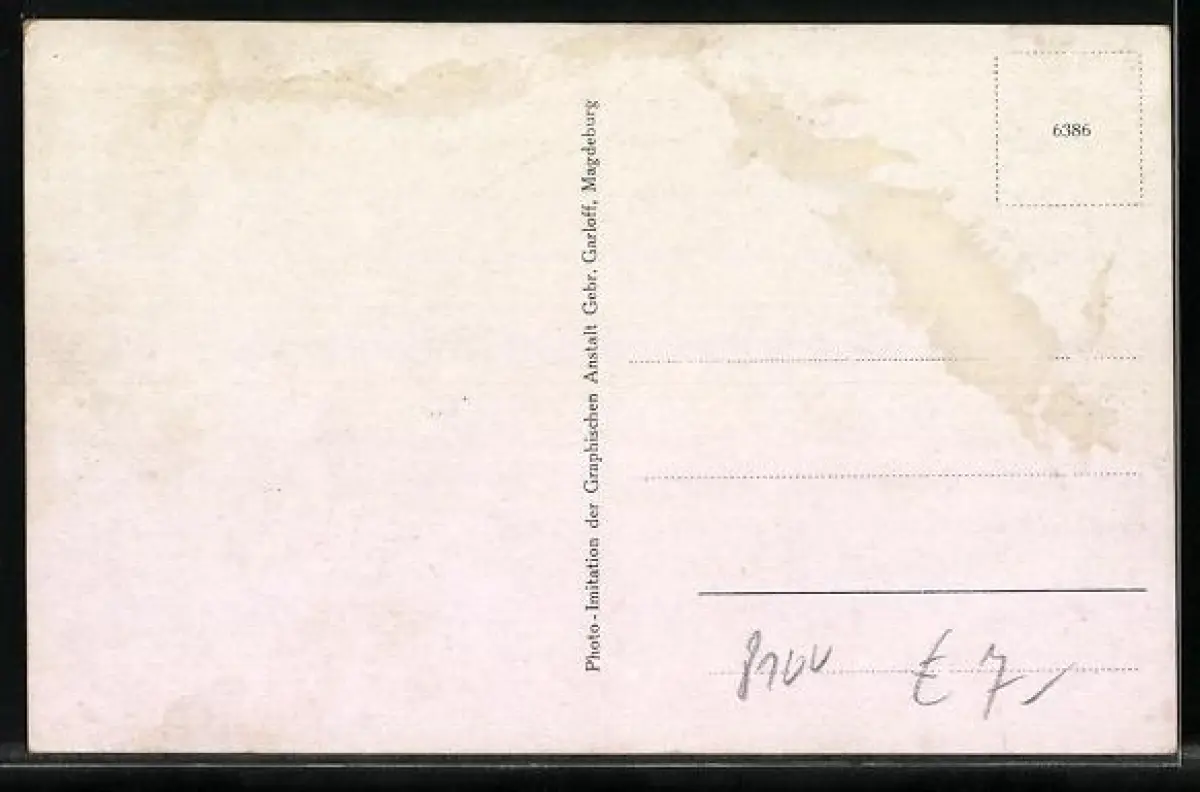 Photo-Imitation der Graphischen Anstalt Gebr. Garloff, Magdeburg
6386
€ 7,